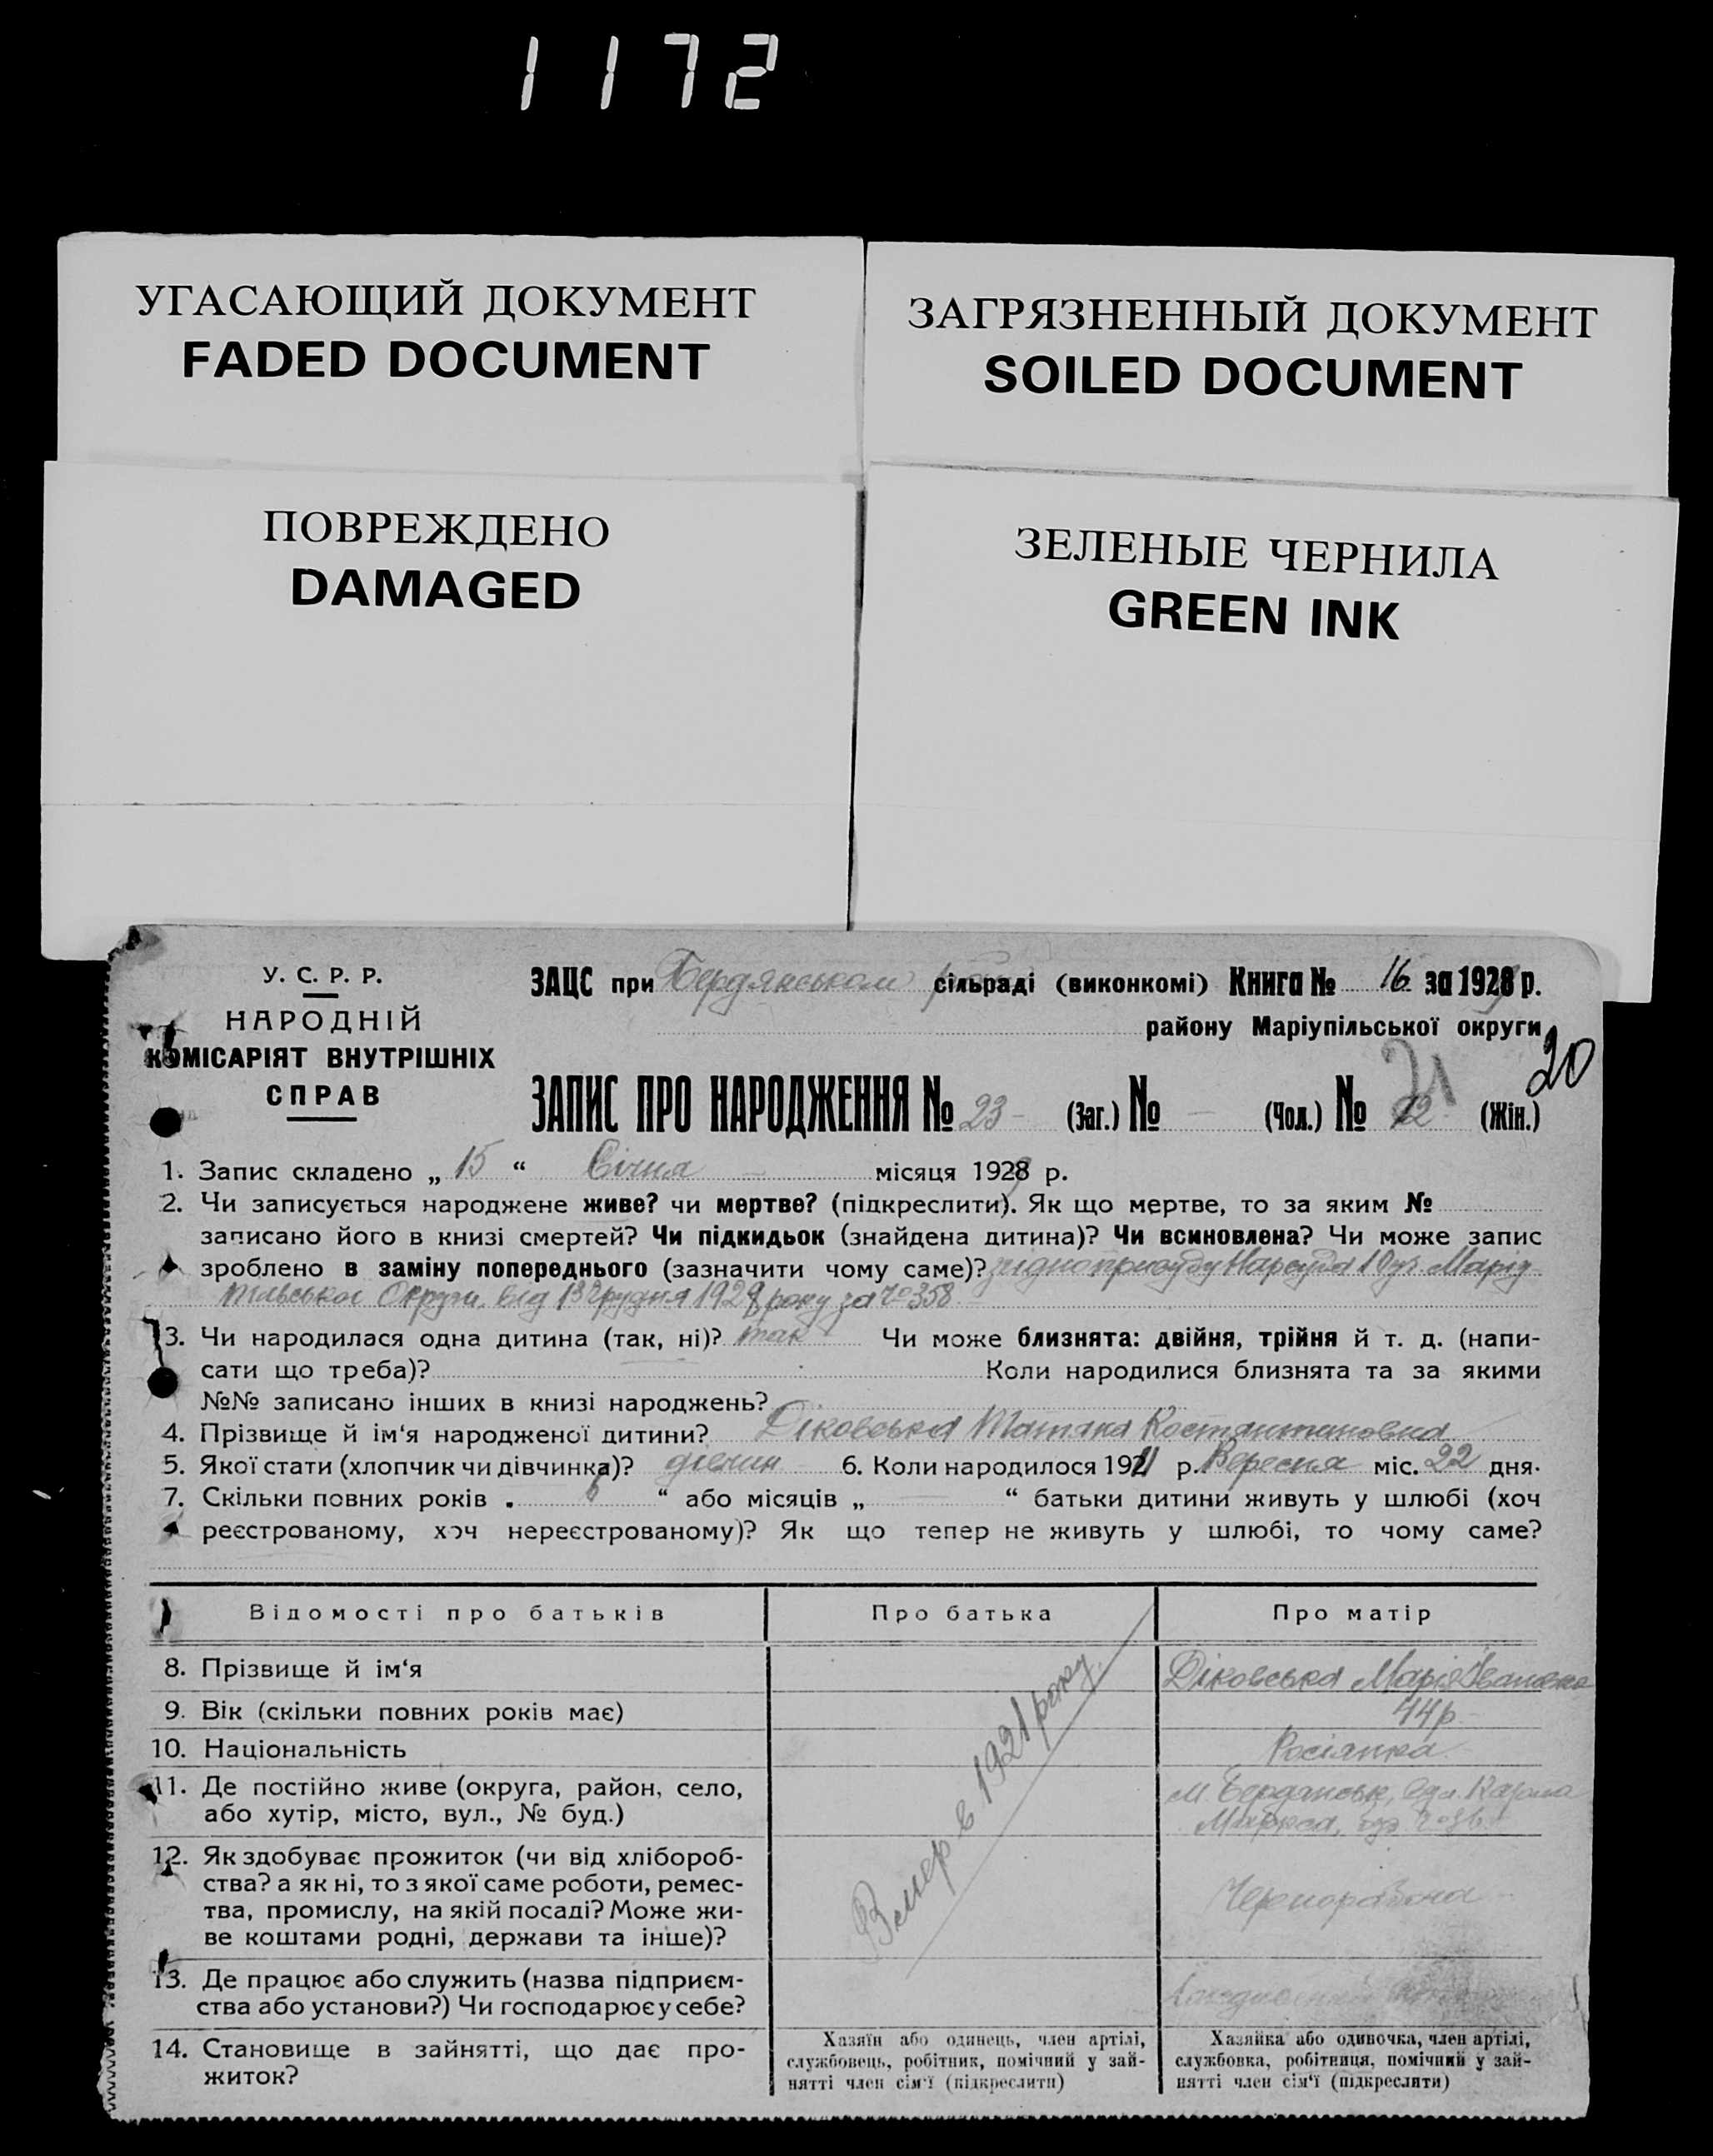 1172
УГАСАЮЩИЙ ДОКУМЕНТ
FADED DOCUMENT
ЗАГРЯЗНЕННЫЙ ДОКУМЕНТ
SOILED DOCUMENT
ПОВРЕЖДЕНО
DAMAGED
ЗЕЛЕНЫЕ ЧЕРНИЛА
GREEN INK
У. С. Р. Р.
НАРОДНІЙ
КОМІСАРІЯТ ВНУТРІШНІХ
СПРАВ
ЗАЦС при Бердянськом сільраді (виконкомі) Книга № 16 за 1929 р.
району Маріупільської округи
20
21
ЗАПИС ПРО НАРОДЖЕННЯ № 23 (Заг.) № – (Чол.) № 12 (Жін.)
1. Запис складено „ 15 “ Січня місяця 1929 р.
2. Чи записується народжене живе? чи мертве? (підкреслити). Як що мертве, то за яким №
записано його в книзі смертей? Чи підкидьок (знайдена дитина)? Чи всиновлена? Чи може запис
зроблено в заміну попереднього (зазначити чому саме)? згідно присуду Нарсуда 10 уч. Маріу-
пільської Округи, від 13 грудня 1928 року за № 358
3. Чи народилася одна дитина (так, ні)? так Чи може близнята: двійня, трійня й т. д. (напи-
сати що треба)? Коли народилися близнята та за якими
№№ записано інших в книзі народжень?
4. Прізвище й ім‘я народженої дитини? Діковська Татяна Костантиновна
5. Якої стати (хлопчик чи дівчинка)? дівчин 6. Коли народилося 1921 р. Вересня міс. 22 дня.
7. Скільки повних років „ “ або місяців „ “ батьки дитини живуть у шлюбі (хоч
реєстрованому, хоч нереєстрованому)? Як що тепер не живуть у шлюбі, то чому саме?
Відомості про батьків Про батька Про матір
8. Прізвище й ім‘я Діковська Марія Івановна
9. Вік (скільки повних років має) 44 р.
10. Національність Росіянка
11. Де постійно живе (округа, район, село,
або хутір, місто, вул., № буд.)
м. Бердянськ, вул. Карла
Маркса,
Вмер в 1921 року
12. Як здобуває прожиток (чи від хлібороб-
ства? а як ні, то з якої саме роботи, ремес-
тва, промислу, на якій посаді? Може жи-
ве коштами родні, держави та інше)?
Чернорабоча
13. Де працює або служить (назва підприєм-
ства або установи?) Чи господарює у себе?
14. Становище в зайнятті, що дає про-
житок?
Хазяїн або одинець, член артілі,
службовець, робітник, помічний у зай-
нятті член сім‘ї (підкреслити)
Хазяйка або одиночка, член артілі,
службовка, робітниця, помічний у зай-
нятті член сім‘ї (підкреслити)